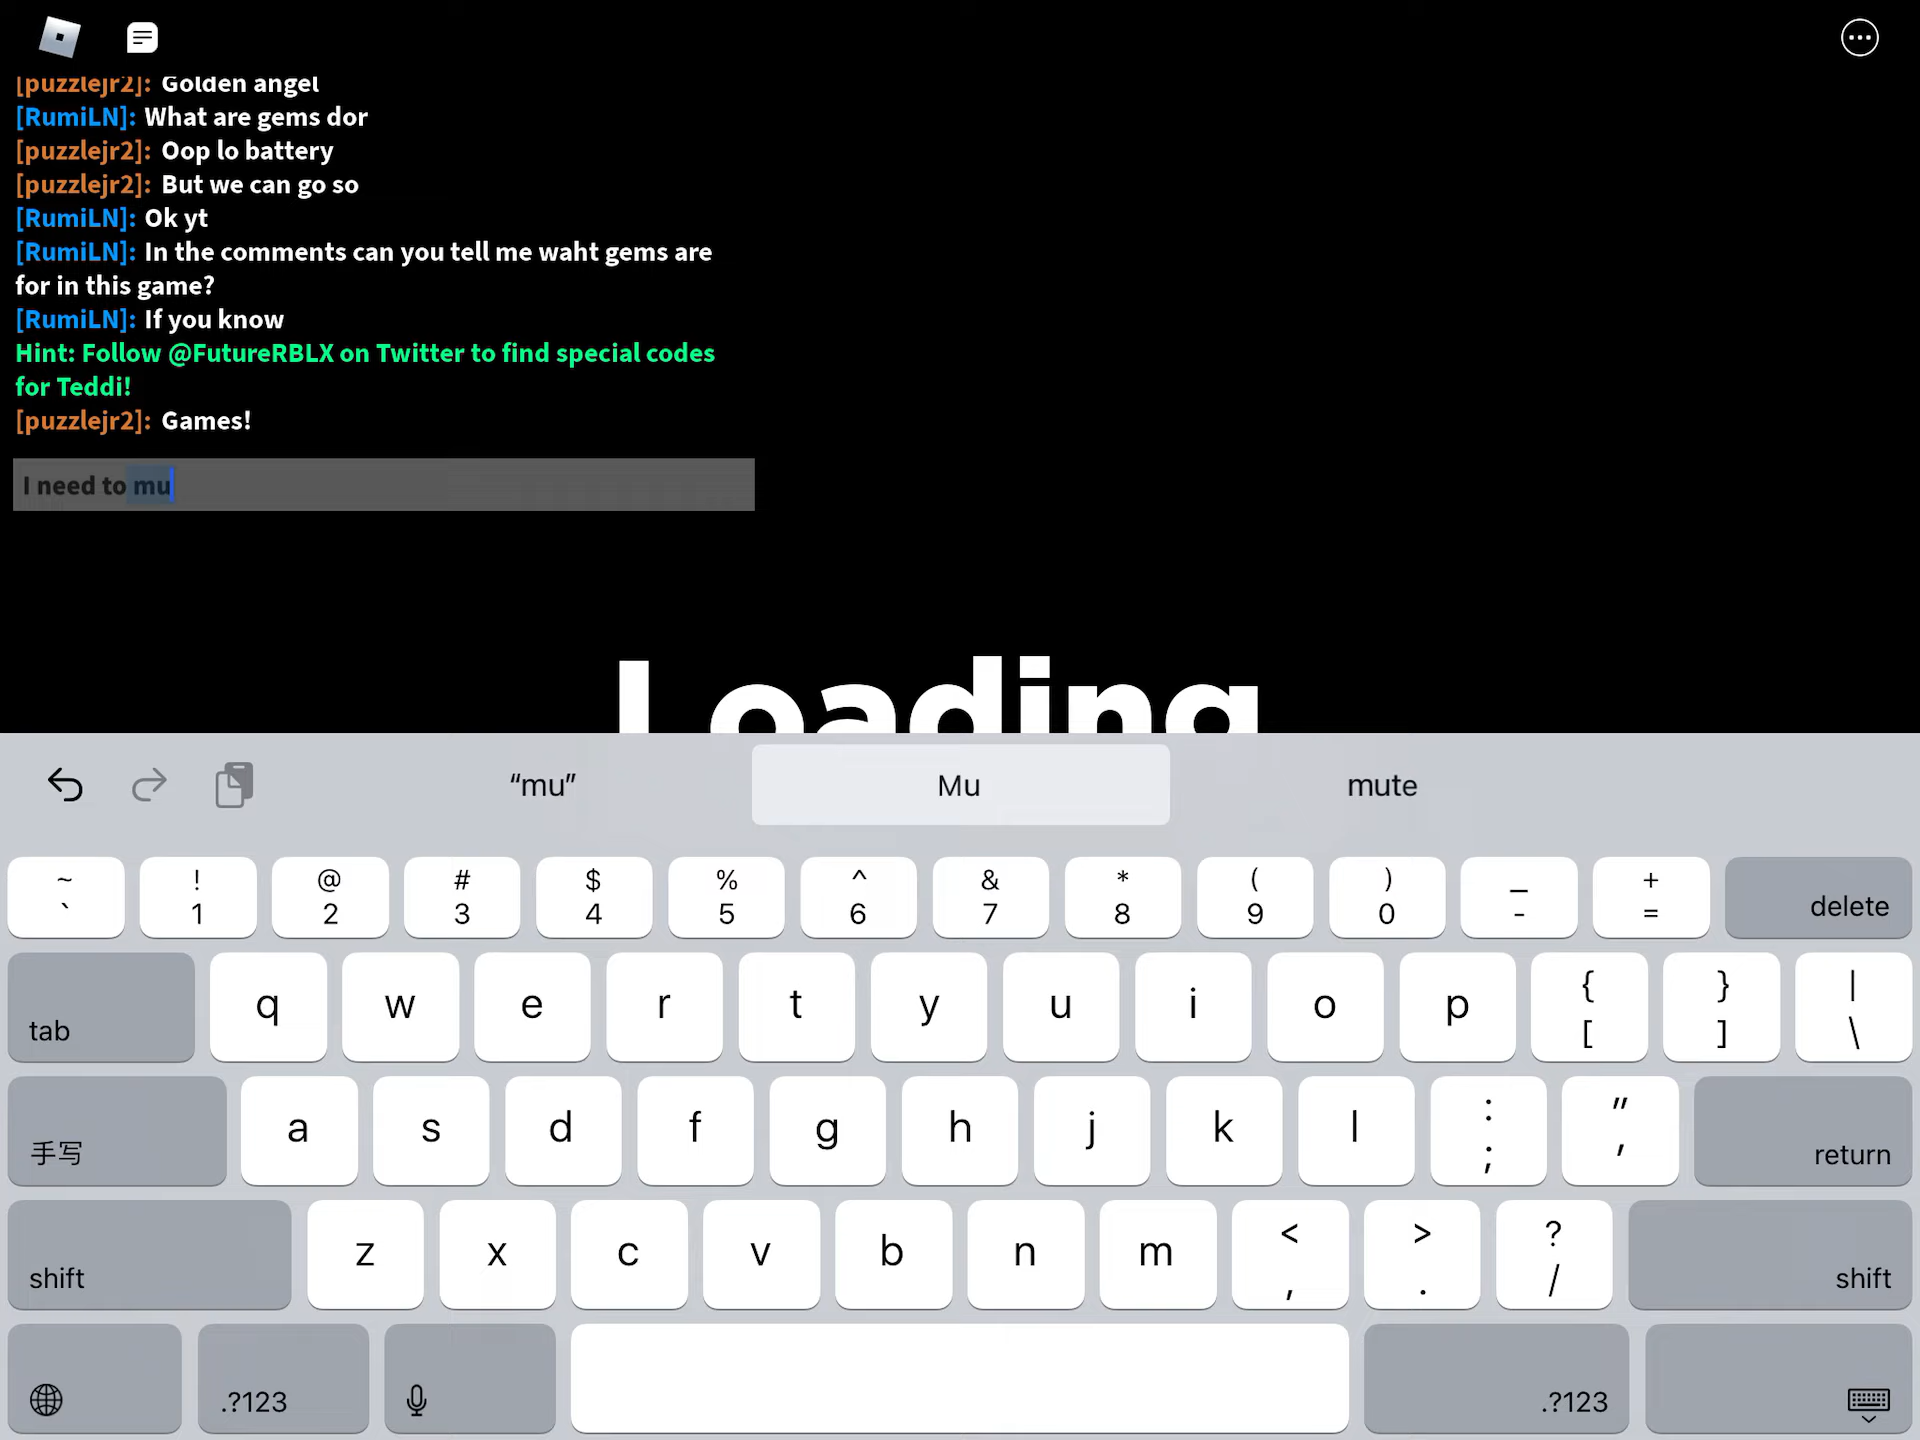 [puzzlejr2]: Golden angel
[RumiLN]: What are gems dor
[puzzlejr2]: Oop lo battery
[puzzlejr2]: But we can go so
[RumiLN]: Ok yt
[RumiLN]: In the comments can you tell me waht gems are
for in this game?
[RumiLN]: If you know
Hint: Follow @FutureRBLX on Twitter to find special codes
for Teddi!
[puzzlejr2]: Games!
I need to mu
Loading
“mu” Mu mute
~ ! @ # $ % ^ & * ( ) _ +
` 1 2 3 4 5 6 7 8 9 0 - = delete
tab q w e r t y u i o p { [ } ] | \
手写 a s d f g h j k l : ; " ' return
shift z x c v b n m < , > . ? / shift
.?123 .?123